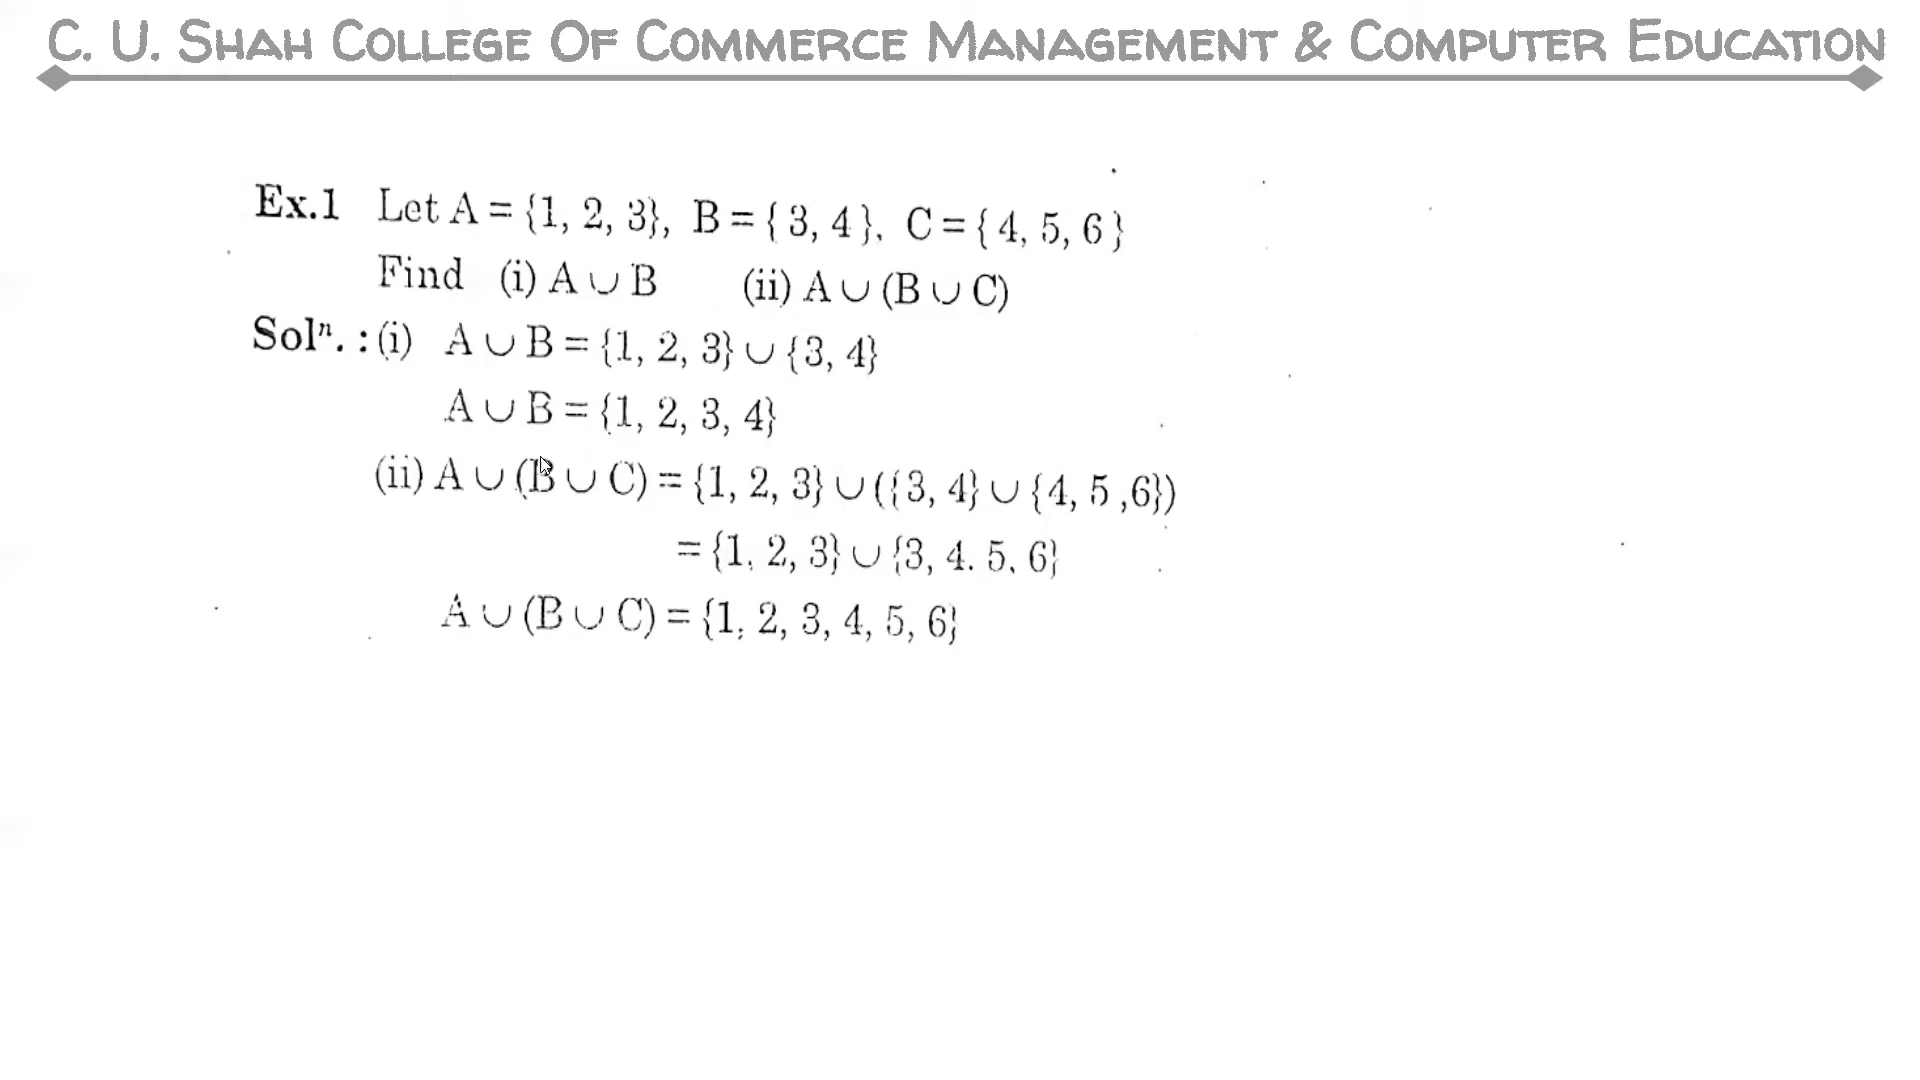 C. U. SHAH COLLEGE OF COMMERCE MANAGEMENT & COMPUTER EDUCATION
Ex.1 Let A = {1, 2, 3}, B = { 3, 4 }. C = { 4, 5, 6 }
Find (i) A ∪ B (ii) A ∪ (B ∪ C)
Solⁿ. : (i) A ∪ B = {1, 2, 3} ∪ {3, 4}
A ∪ B = {1, 2, 3, 4}
(ii) A ∪ (B ∪ C) = {1, 2, 3} ∪ ({3, 4} ∪ {4, 5 ,6})
= {1, 2, 3} ∪ {3, 4. 5, 6}
A ∪ (B ∪ C) = {1, 2, 3, 4, 5, 6}